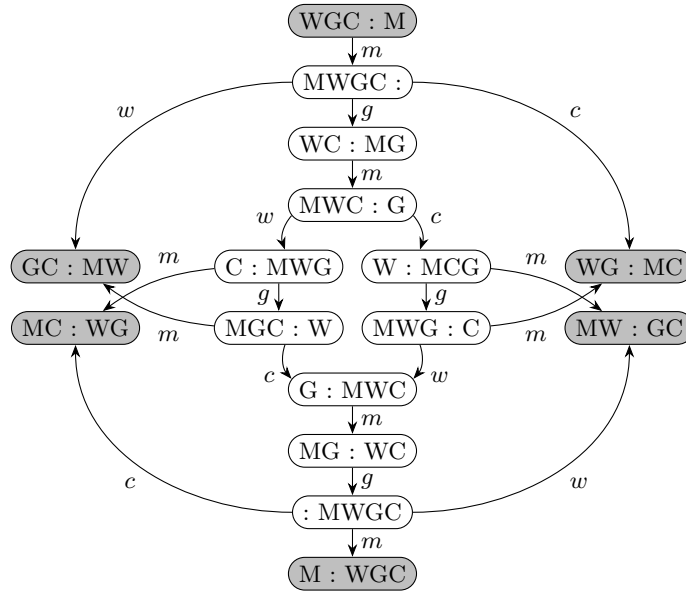 WGC : M
m
MWGC :
w
g
c
WC : MG
m
MWC : G
w
c
GC : MW
m
C : MWG
W : MCG
m
WG : MC
g
g
MC : WG
m
MGC : W
MWG : C
m
MW : GC
c
w
G : MWC
m
MG : WC
c
g
w
: MWGC
m
M : WGC